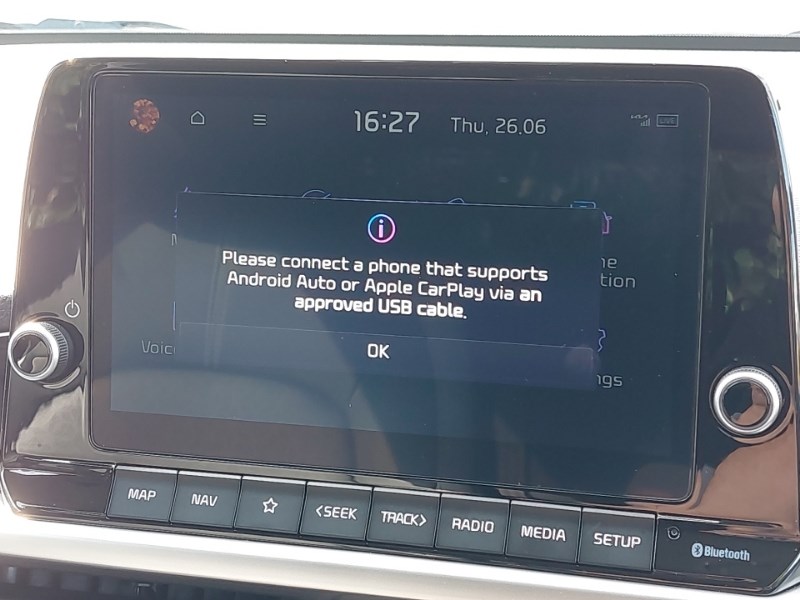 16:27 Thu, 26.06 LIVE
Please connect a phone that supports
Android Auto or Apple CarPlay via an
approved USB cable.
OK
MAP NAV <SEEK TRACK> RADIO MEDIA SETUP
Bluetooth